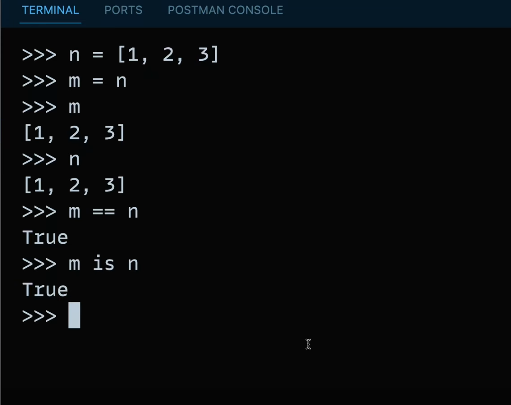 TERMINAL PORTS POSTMAN CONSOLE
>>> n = [1, 2, 3]
>>> m = n
>>> m
[1, 2, 3]
>>> n
[1, 2, 3]
>>> m == n
True
>>> m is n
True
>>>